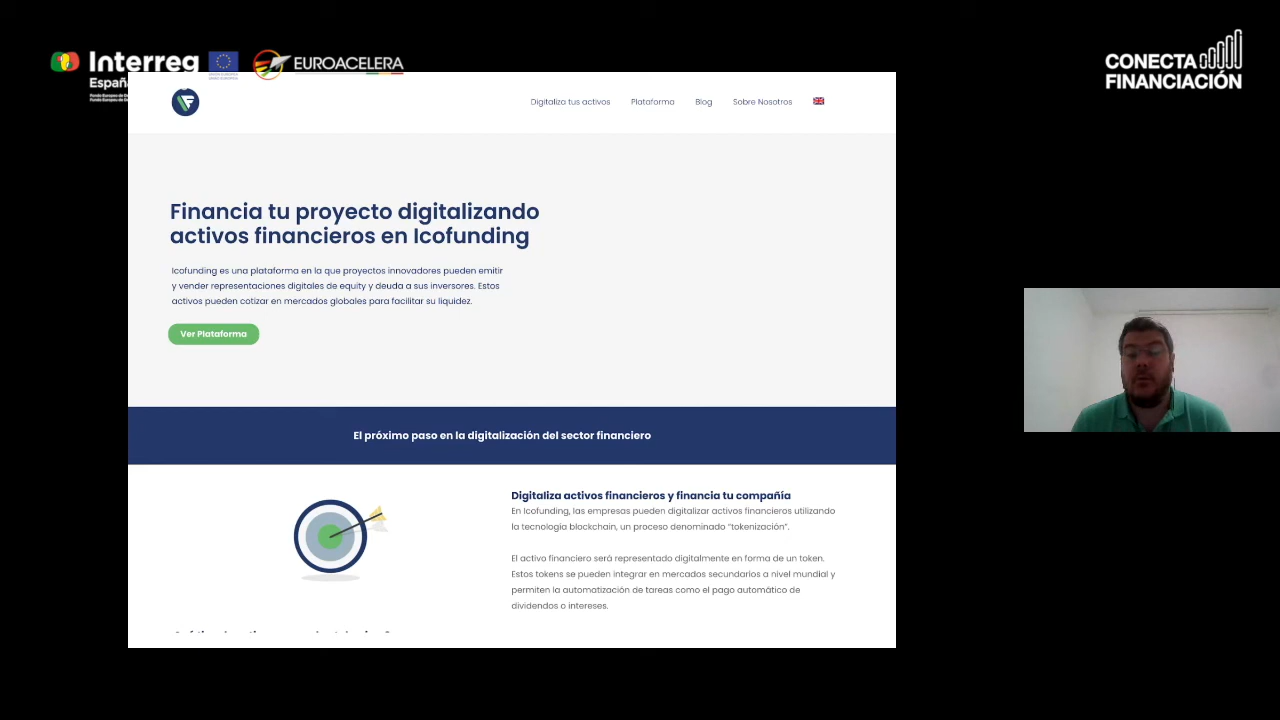 Interreg
España
EUROACELERA
CONECTA
FINANCIACIÓN
Digitaliza tus activos
Plataforma
Blog
Sobre Nosotros
Financia tu proyecto digitalizando
activos financieros en Icofunding
Icofunding es una plataforma en la que proyectos innovadores pueden emitir
y vender representaciones digitales de equity y deuda a sus inversores. Estos
activos pueden cotizar en mercados globales para facilitar su liquidez.
Ver Plataforma
El próximo paso en la digitalización del sector financiero
Digitaliza activos financieros y financia tu compañía
En Icofunding, las empresas pueden digitalizar activos financieros utilizando
la tecnología blockchain, un proceso denominado “tokenización”.
El activo financiero será representado digitalmente en forma de un token.
Estos tokens se pueden integrar en mercados secundarios a nivel mundial y
permiten la automatización de tareas como el pago automático de
dividendos o intereses.